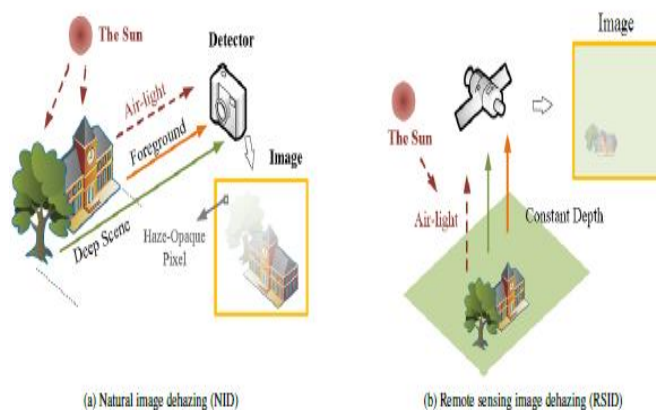 The Sun
Detector
Air-light
Foreground
Deep Scene
Image
Haze-Opaque
Pixel
(a) Natural image dehazing (NID)
Image
The Sun
Air-light
Constant Depth
(b) Remote sensing image dehazing (RSID)